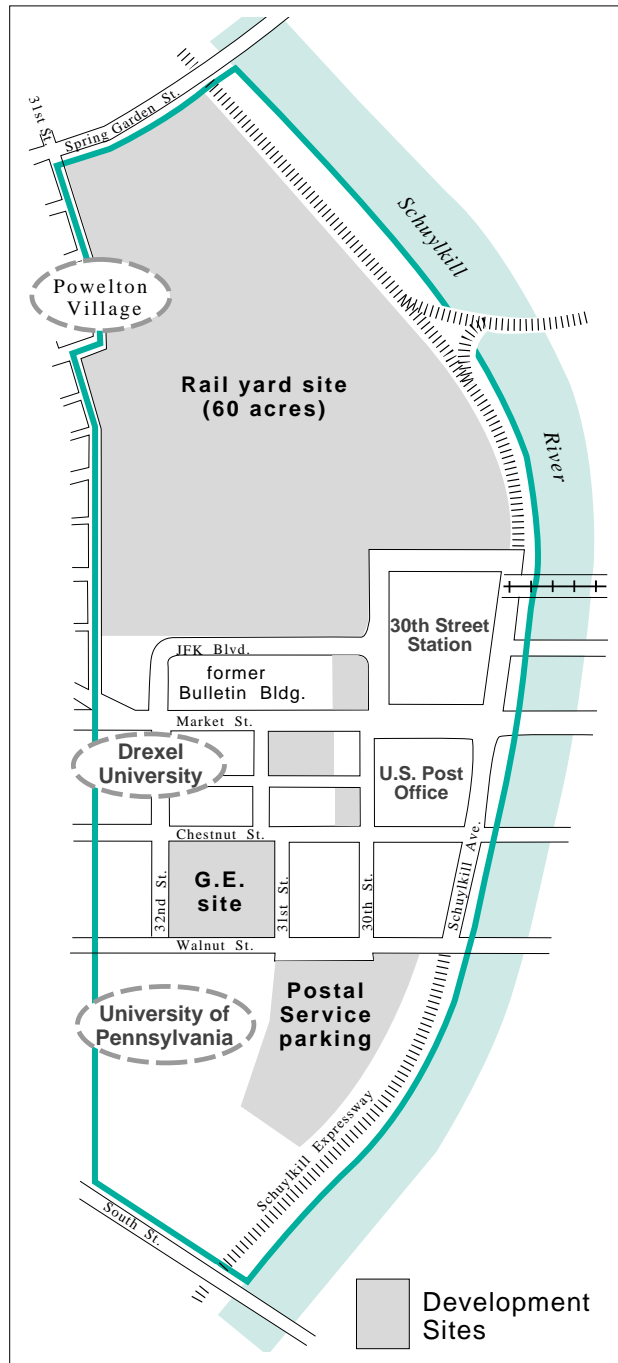 31st St.
Spring Garden St.
Schuylkill
River
Powelton
Village
Rail yard site
(60 acres)
30th Street
Station
JFK Blvd.
former
Bulletin Bldg.
Market St.
Drexel
University
U.S. Post
Office
Chestnut St.
Schuylkill Ave.
G.E.
site
32nd St.
31st St.
30th St.
Walnut St.
Postal
Service
parking
University of
Pennsylvania
Schuylkill Expressway
South St.
Development
Sites